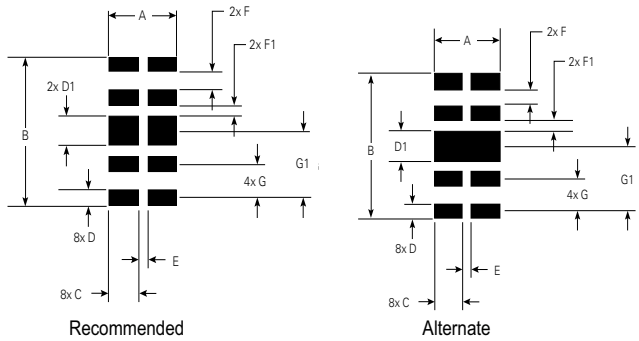 A
2x F
2x F1
2x D1
B
G1
4x G
8x D
E
8x C
Recommended
A
2x F
2x F1
B
D1
G1
4x G
8x D
E
8x C
Alternate